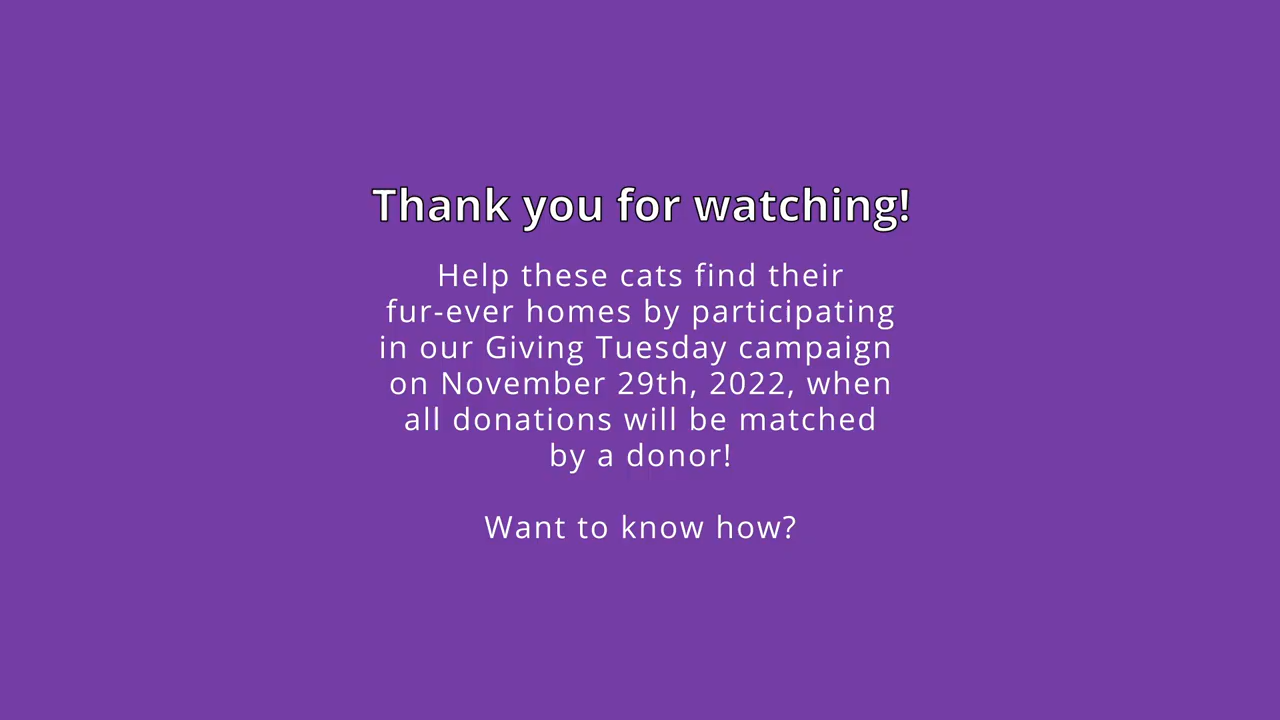 Thank you for watching!
Help these cats find their
fur-ever homes by participating
in our Giving Tuesday campaign
on November 29th, 2022, when
all donations will be matched
by a donor!
Want to know how?